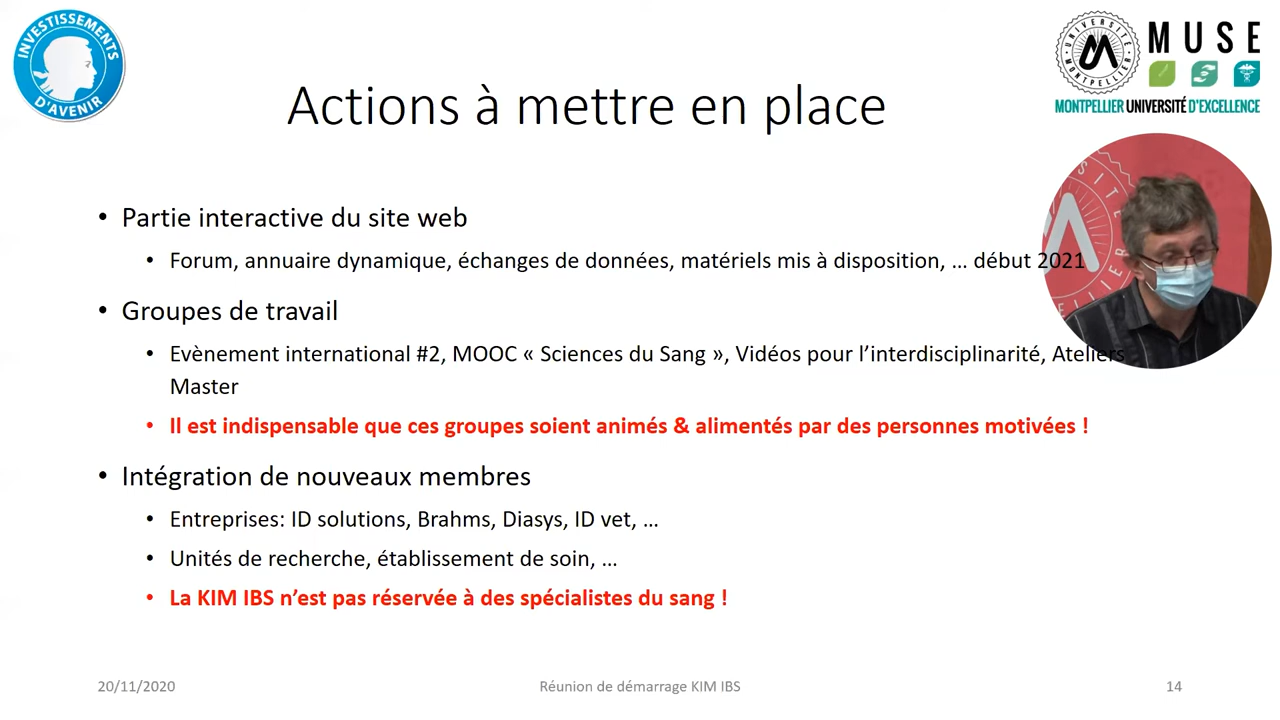 INVESTISSEMENTS
D'AVENIR
UNIVERSITÉ
MONTPELLIER
MUSE
MONTPELLIER UNIVERSITÉ D'EXCELLENCE
Actions à mettre en place
• Partie interactive du site web
• Forum, annuaire dynamique, échanges de données, matériels mis à disposition, … début 2021
• Groupes de travail
• Evènement international #2, MOOC « Sciences du Sang », Vidéos pour l’interdisciplinarité, Ateliers
Master
• Il est indispensable que ces groupes soient animés & alimentés par des personnes motivées !
• Intégration de nouveaux membres
• Entreprises: ID solutions, Brahms, Diasys, ID vet, …
• Unités de recherche, établissement de soin, …
• La KIM IBS n’est pas réservée à des spécialistes du sang !
20/11/2020
Réunion de démarrage KIM IBS
14